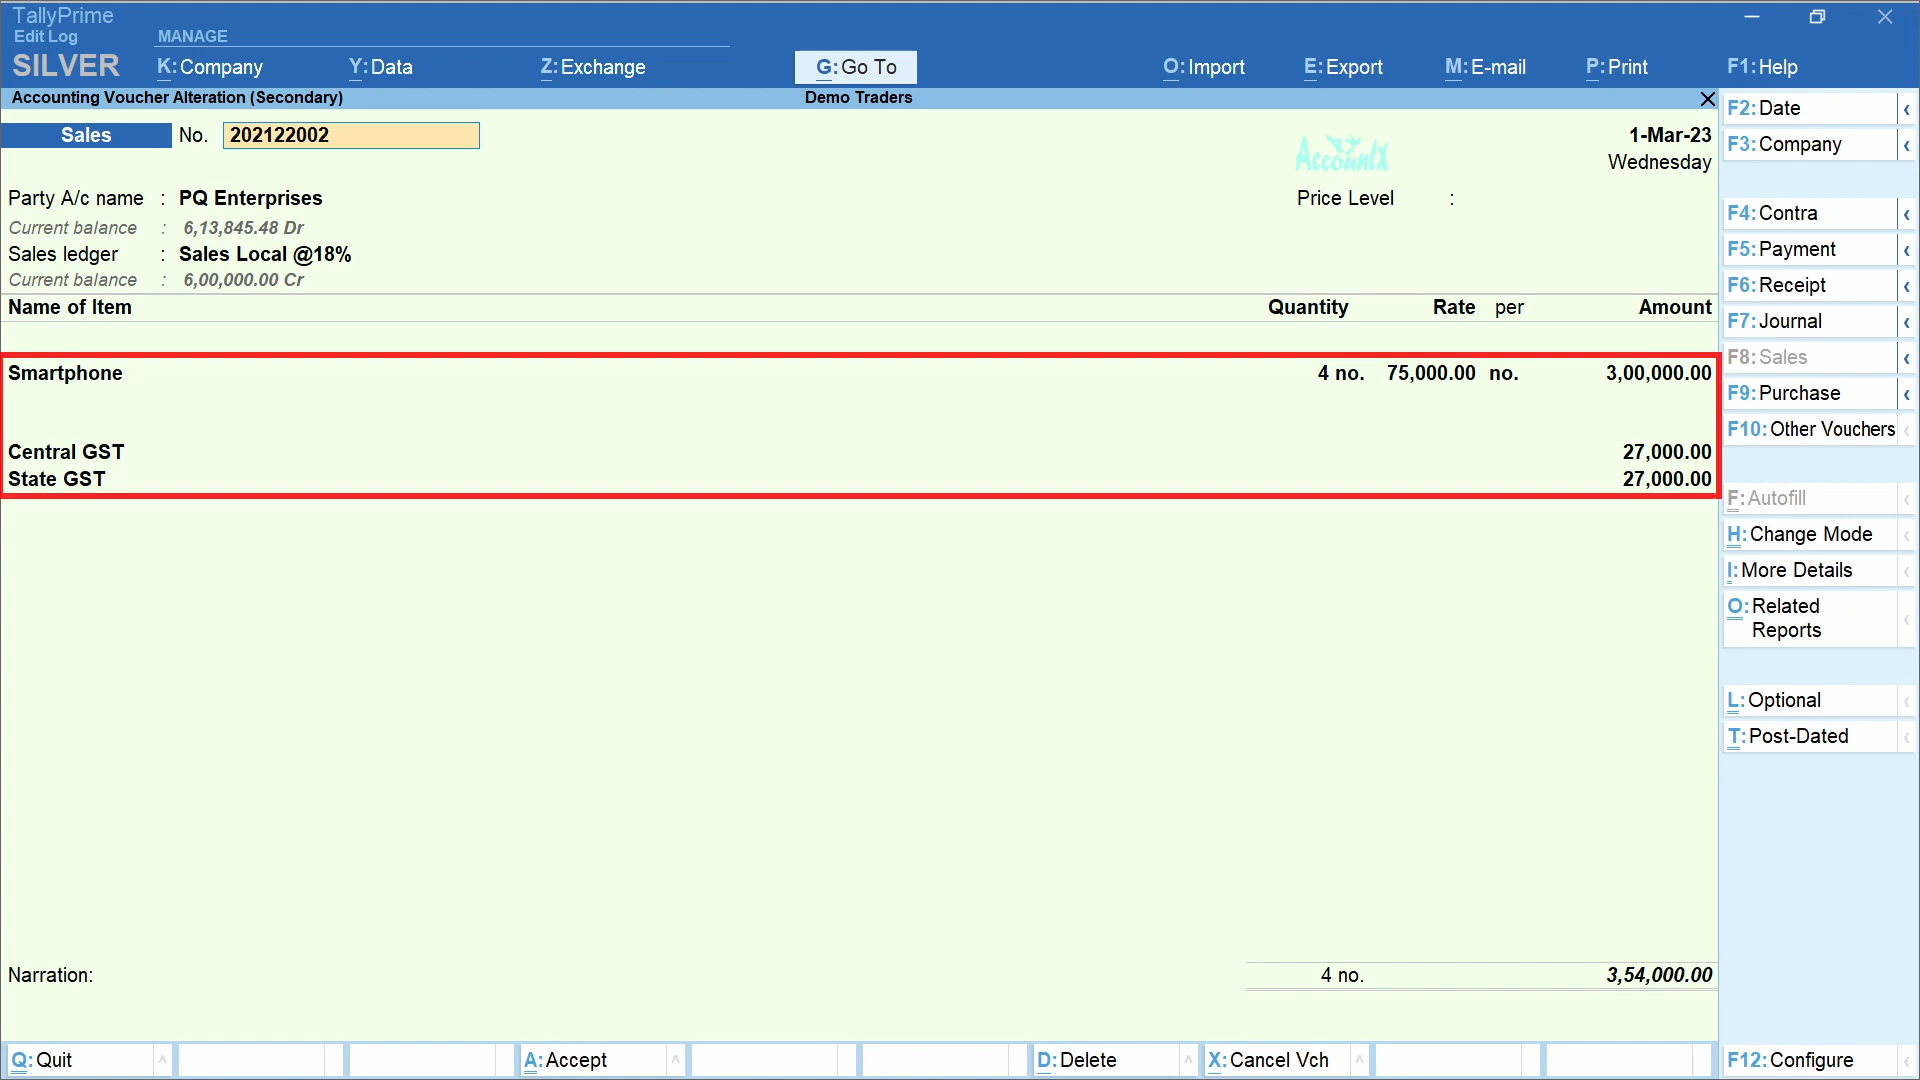 TallyPrime
Edit Log
SILVER
MANAGE
K:Company Y:Data Z:Exchange G:Go To O:Import E:Export M:E-mail P:Print F1:Help
Accounting Voucher Alteration (Secondary) Demo Traders
Sales No. 202122002 1-Mar-23
AccountX Wednesday
Party A/c name : PQ Enterprises Price Level :
Current balance : 6,13,845.48 Dr
Sales ledger : Sales Local @18%
Current balance : 6,00,000.00 Cr
Name of Item Quantity Rate per Amount
Smartphone 4 no. 75,000.00 no. 3,00,000.00
Central GST 27,000.00
State GST 27,000.00
Narration: 4 no. 3,54,000.00
F2:Date
F3:Company
F4:Contra
F5:Payment
F6:Receipt
F7:Journal
F8:Sales
F9:Purchase
F10:Other Vouchers
F:Autofill
H:Change Mode
I:More Details
O:Related
Reports
L:Optional
T:Post-Dated
Q:Quit A:Accept D:Delete X:Cancel Vch F12:Configure